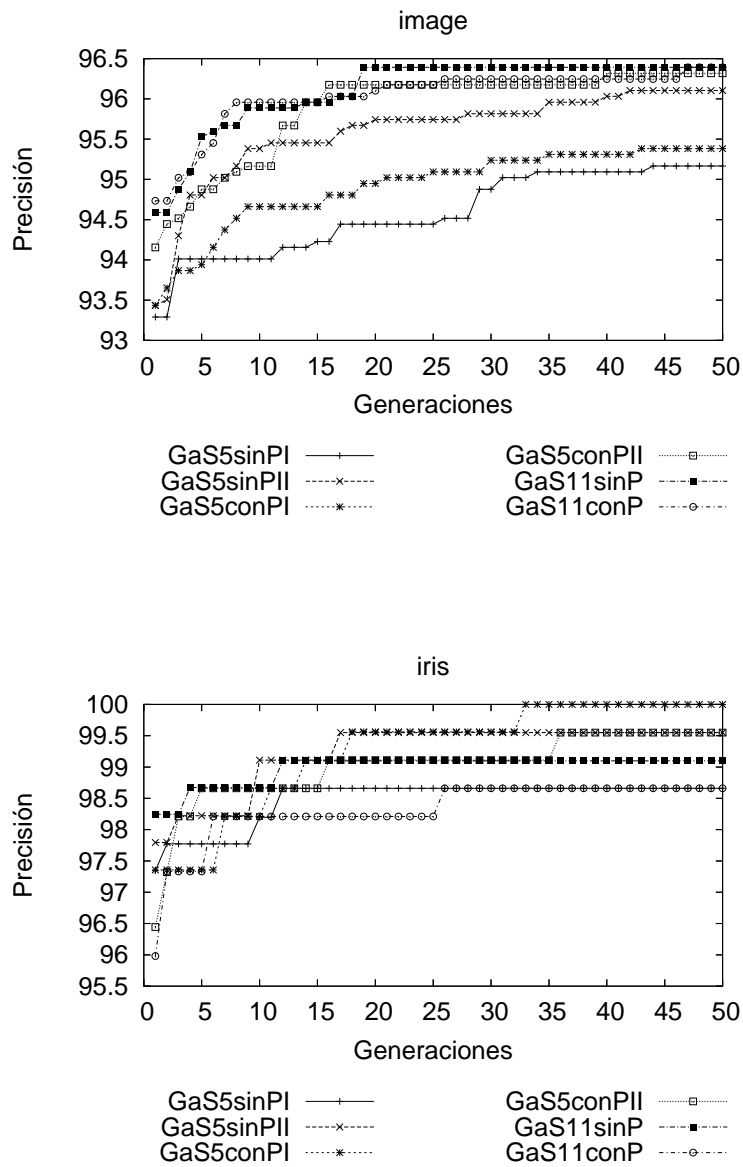 image
96.5
96
95.5
95
94.5
94
93.5
93
Precisión
0 5 10 15 20 25 30 35 40 45 50
Generaciones
GaS5sinPI
GaS5sinPII
GaS5conPI
GaS5conPII
GaS11sinP
GaS11conP
iris
100
99.5
99
98.5
98
97.5
97
96.5
96
95.5
Precisión
0 5 10 15 20 25 30 35 40 45 50
Generaciones
GaS5sinPI
GaS5sinPII
GaS5conPI
GaS5conPII
GaS11sinP
GaS11conP